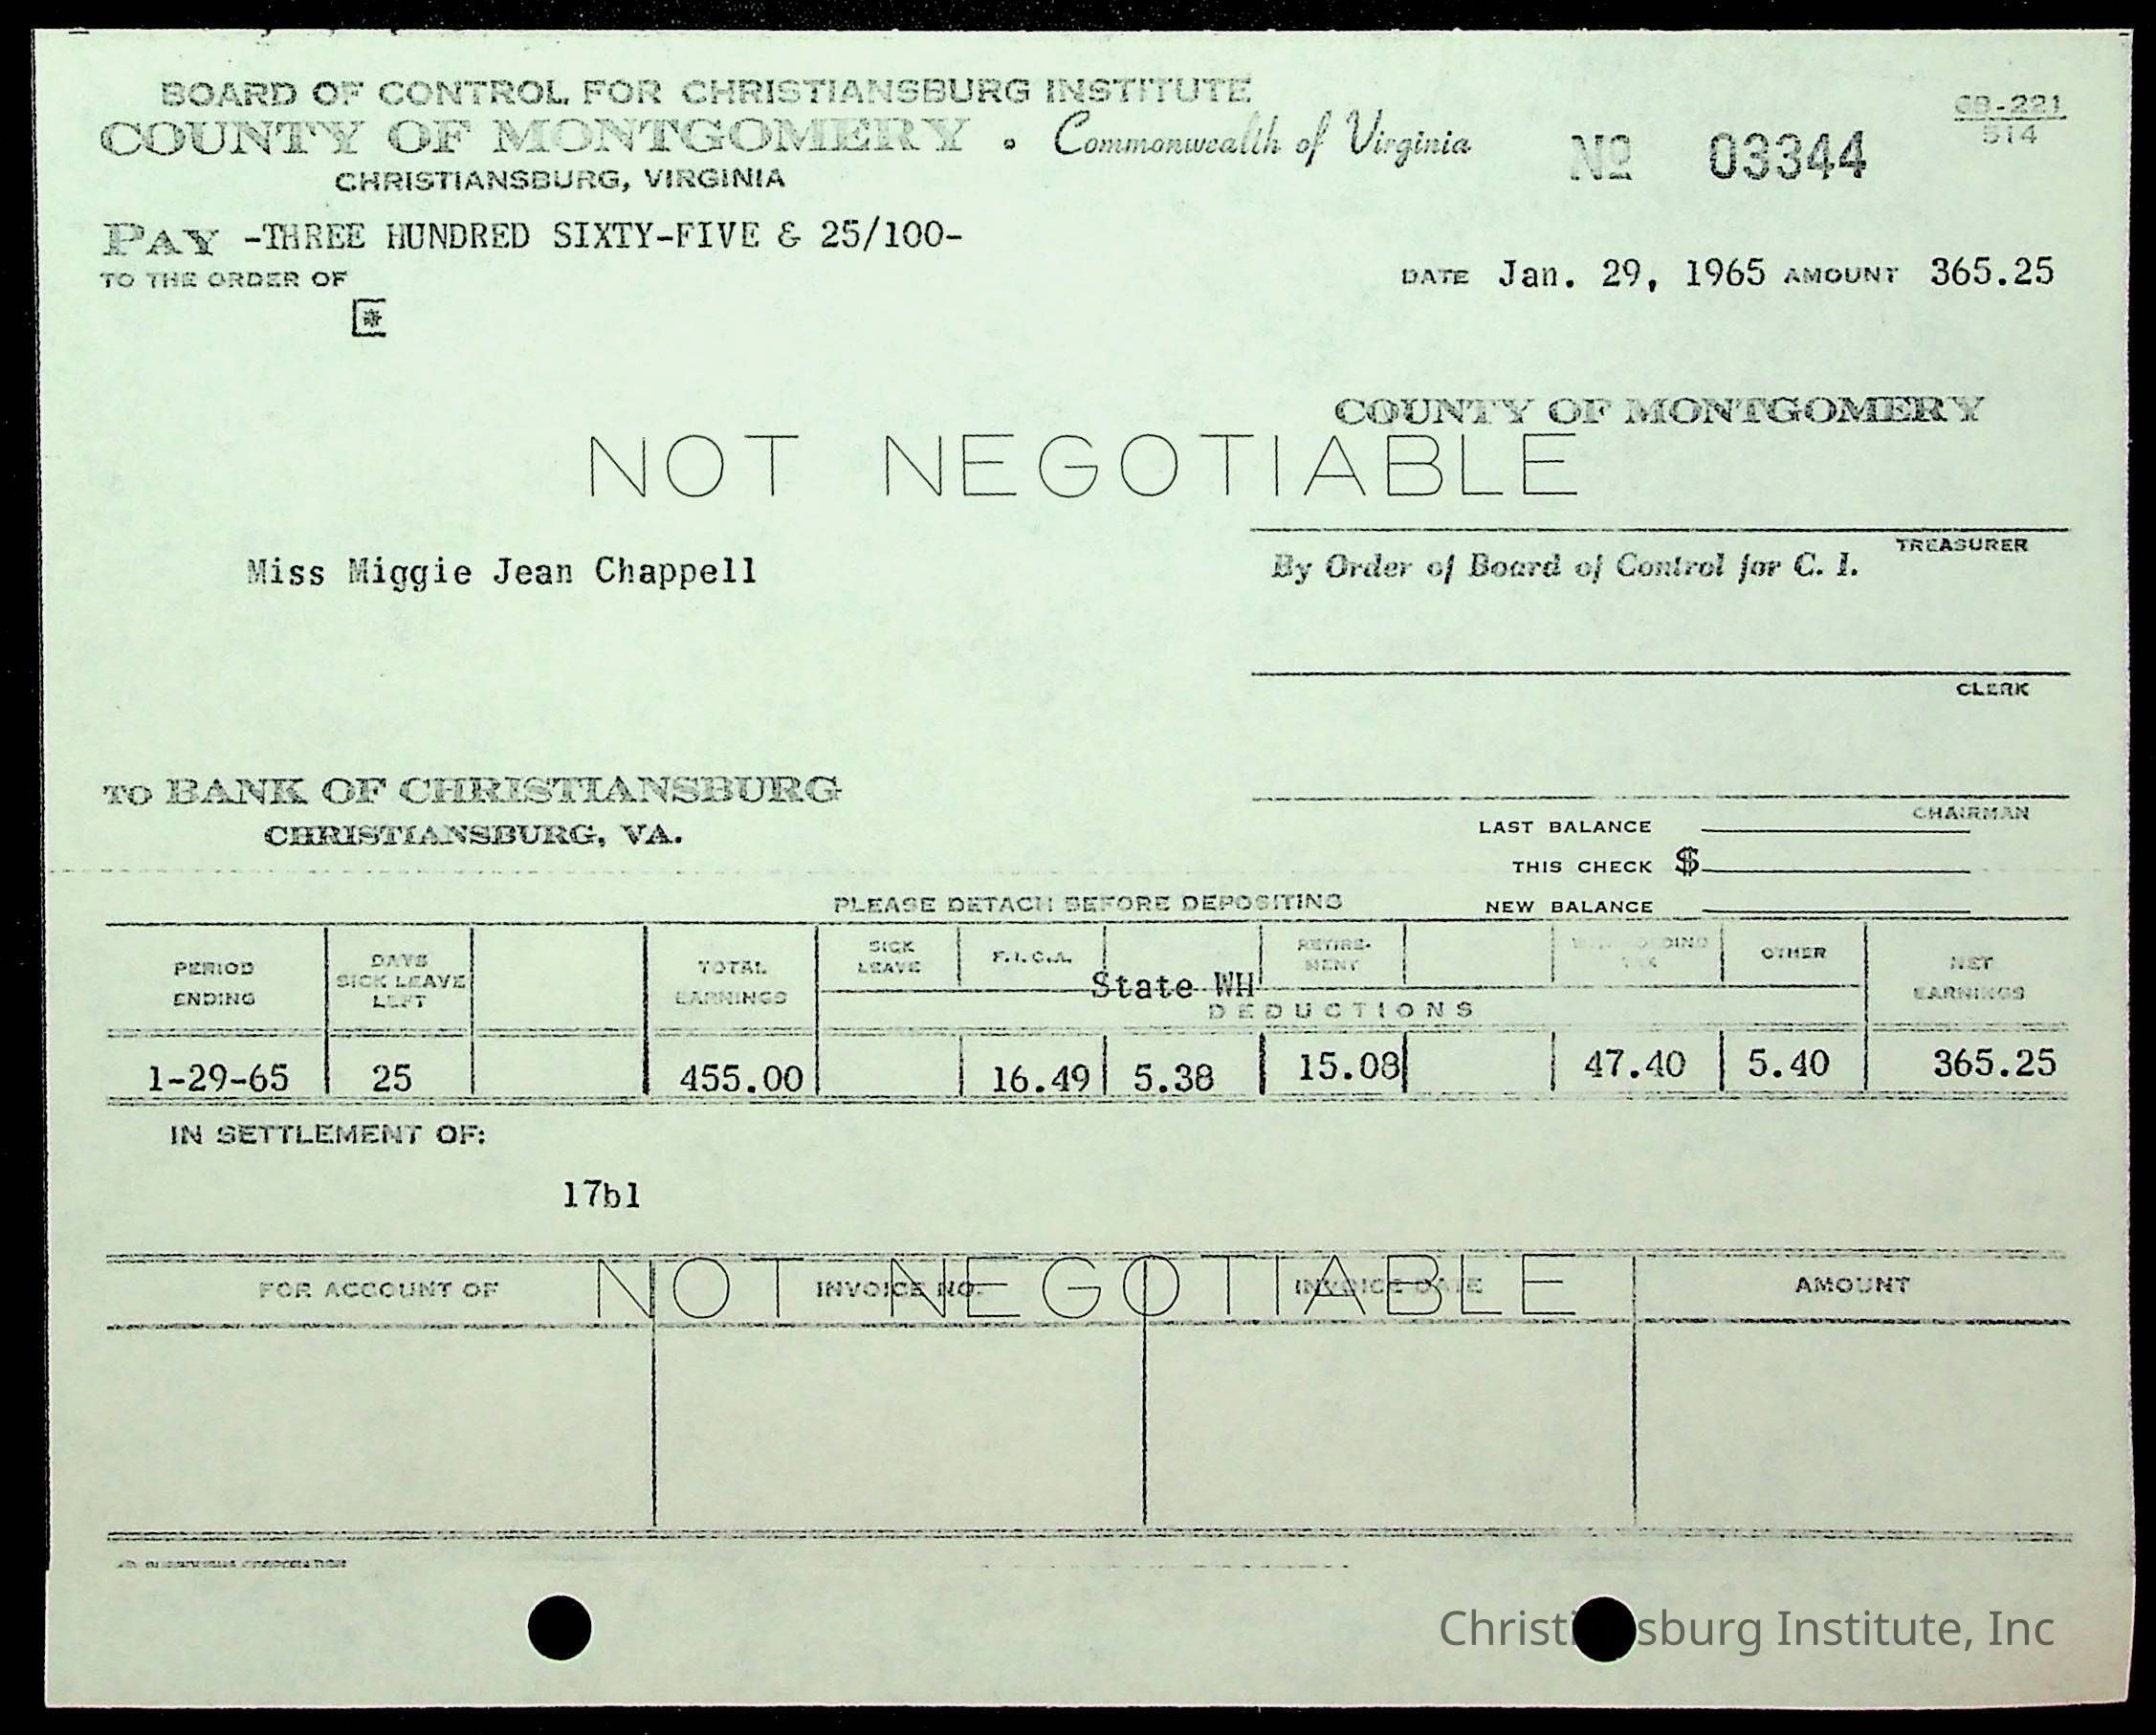 BOARD OF CONTROL FOR CHRISTIANSBURG INSTITUTE
COUNTY OF MONTGOMERY • Commonwealth of Virginia
CHRISTIANSBURG, VIRGINIA
No 03344
68-221
514
PAY -THREE HUNDRED SIXTY-FIVE & 25/100-
TO THE ORDER OF
DATE Jan. 29, 1965 AMOUNT 365.25
COUNTY OF MONTGOMERY
NOT NEGOTIABLE
TREASURER
Miss Miggie Jean Chappell
By Order of Board of Control for C. I.
CLERK
TO BANK OF CHRISTIANSBURG
CHRISTIANSBURG, VA.
CHAIRMAN
LAST BALANCE
THIS CHECK $
NEW BALANCE
PLEASE DETACH BEFORE DEPOSITING
PERIOD ENDING
DAYS SICK LEAVE LEFT
TOTAL EARNINGS
SICK LEAVE
F.I.C.A.
State WH
RETIRE-MENT
OTHER
NET EARNINGS
DEDUCTIONS
1-29-65 25 455.00 16.49 5.38 15.08 47.40 5.40 365.25
IN SETTLEMENT OF:
17b1
NOT NEGOTIABLE
FOR ACCOUNT OF INVOICE NO. INVOICE DATE AMOUNT
Christi sburg Institute, Inc